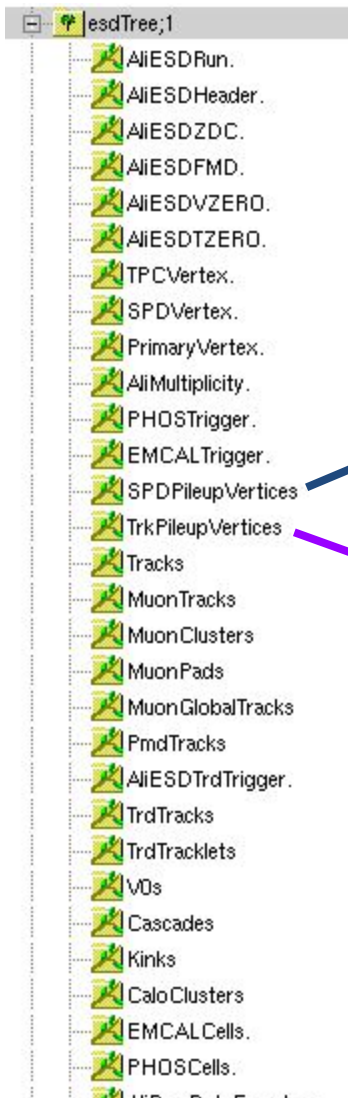 esdTree;1
AliESDRun.
AliESDHeader.
AliESDZDC.
AliESDFMD.
AliESDVZERO.
AliESDTZERO.
TPCVertex.
SPDVertex.
PrimaryVertex.
AliMultiplicity.
PHOSTrigger.
EMCALTrigger.
SPDPileupVertices
TrkPileupVertices
Tracks
MuonTracks
MuonClusters
MuonPads
MuonGlobalTracks
PmdTracks
AliESDTrdTrigger.
TrdTracks
TrdTracklets
V0s
Cascades
Kinks
CaloClusters
EMCALCells.
PHOSCells.